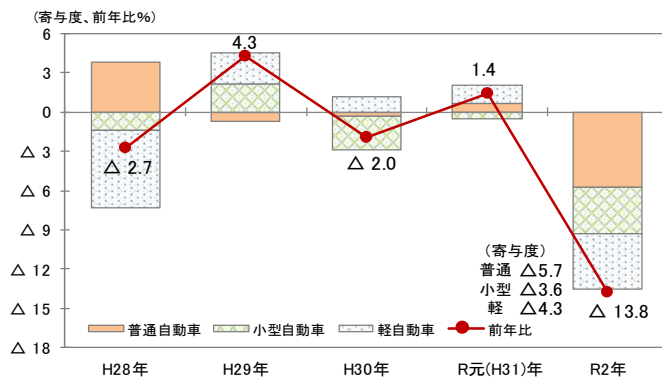 (寄与度、前年比%)
6
3
0
△ 3
△ 6
△ 9
△ 12
△ 15
△ 18
△ 2.7
4.3
△ 2.0
1.4
△ 13.8
(寄与度)
普通 △5.7
小型 △3.6
軽 △4.3
普通自動車 小型自動車 軽自動車 前年比
H28年 H29年 H30年 R元(H31)年 R2年